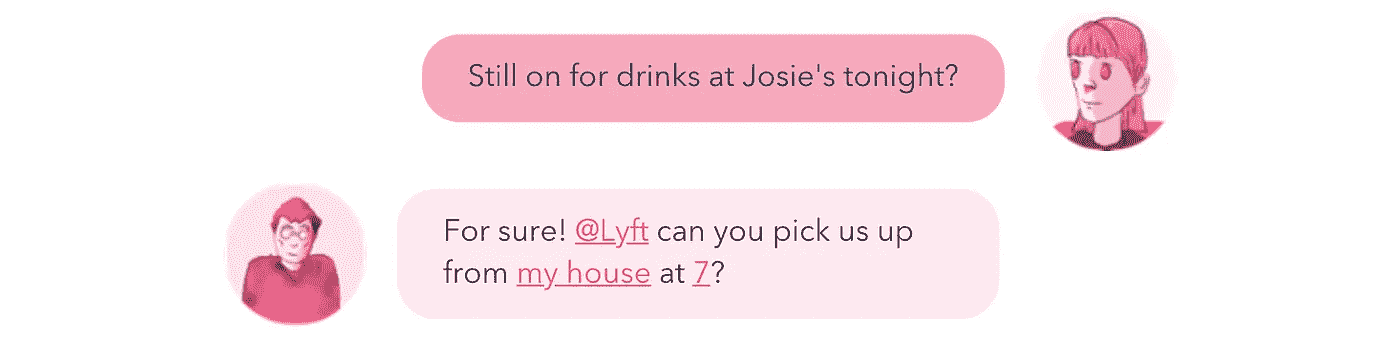 Still on for drinks at Josie's tonight?
For sure! @Lyft can you pick us up
from my house at 7?